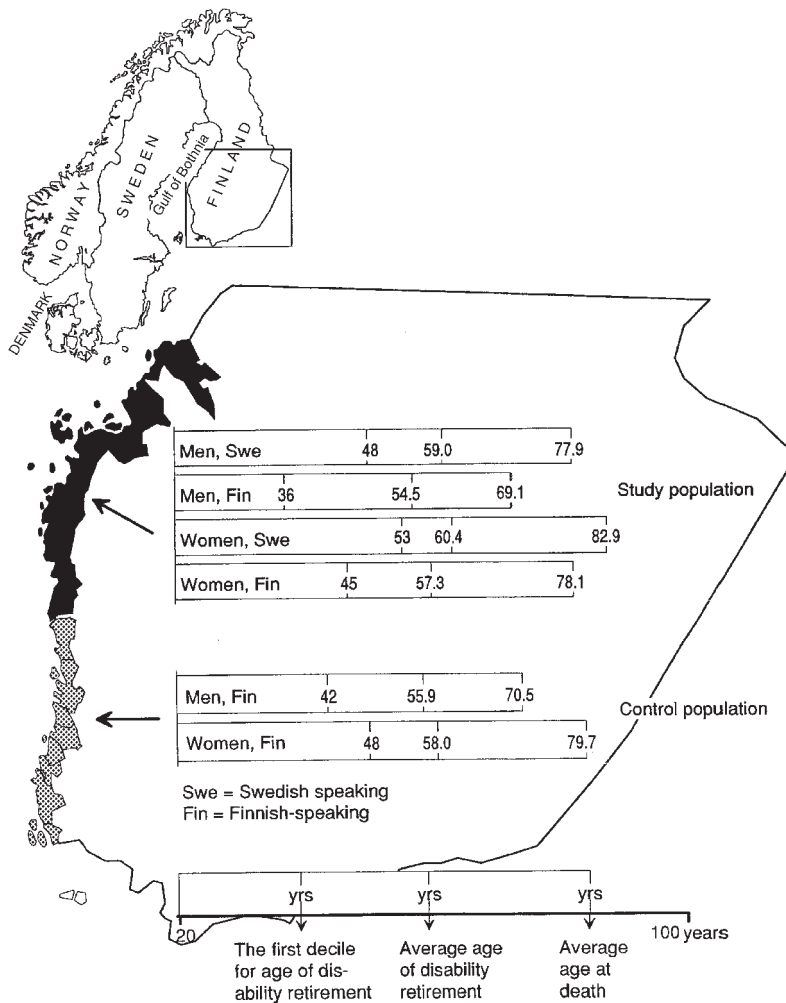 NORWAY
SWEDEN
Gulf of Bothnia
FINLAND
DENMARK
Men, Swe 48 59.0 77.9
Men, Fin 36 54.5 69.1
Study population
Women, Swe 53 60.4 82.9
Women, Fin 45 57.3 78.1
Men, Fin 42 55.9 70.5
Control population
Women, Fin 48 58.0 79.7
Swe = Swedish speaking
Fin = Finnish-speaking
yrs yrs yrs
20 100 years
The first decile
for age of dis-
ability retirement
Average age
of disability
retirement
Average
age at
death